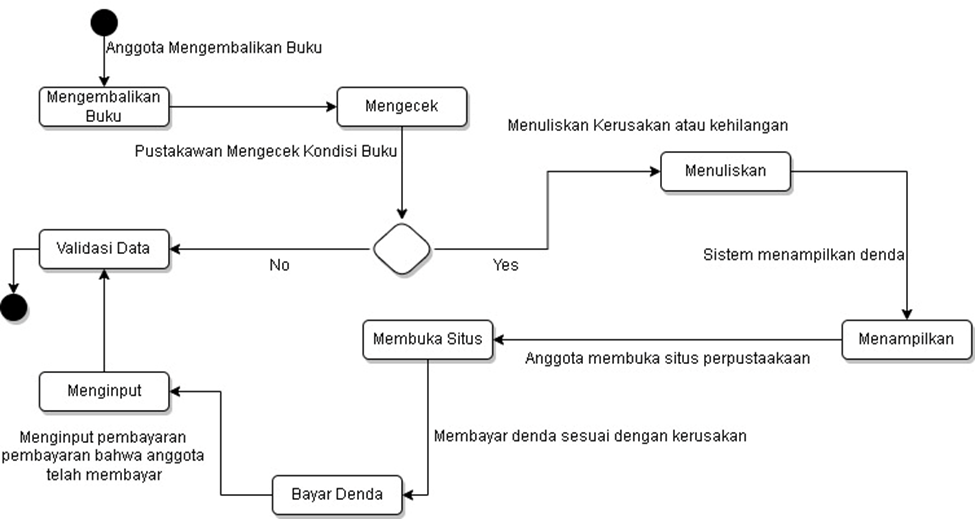 Anggota Mengembalikan Buku
Mengembalikan
Buku
Mengecek
Pustakawan Mengecek Kondisi Buku
Menuliskan Kerusakan atau kehilangan
Menuliskan
Validasi Data
No
Yes
Sistem menampilkan denda
Menampilkan
Membuka Situs
Anggota membuka situs perpustaakaan
Menginput
Menginput pembayaran
pembayaran bahwa anggota
telah membayar
Membayar denda sesuai dengan kerusakan
Bayar Denda